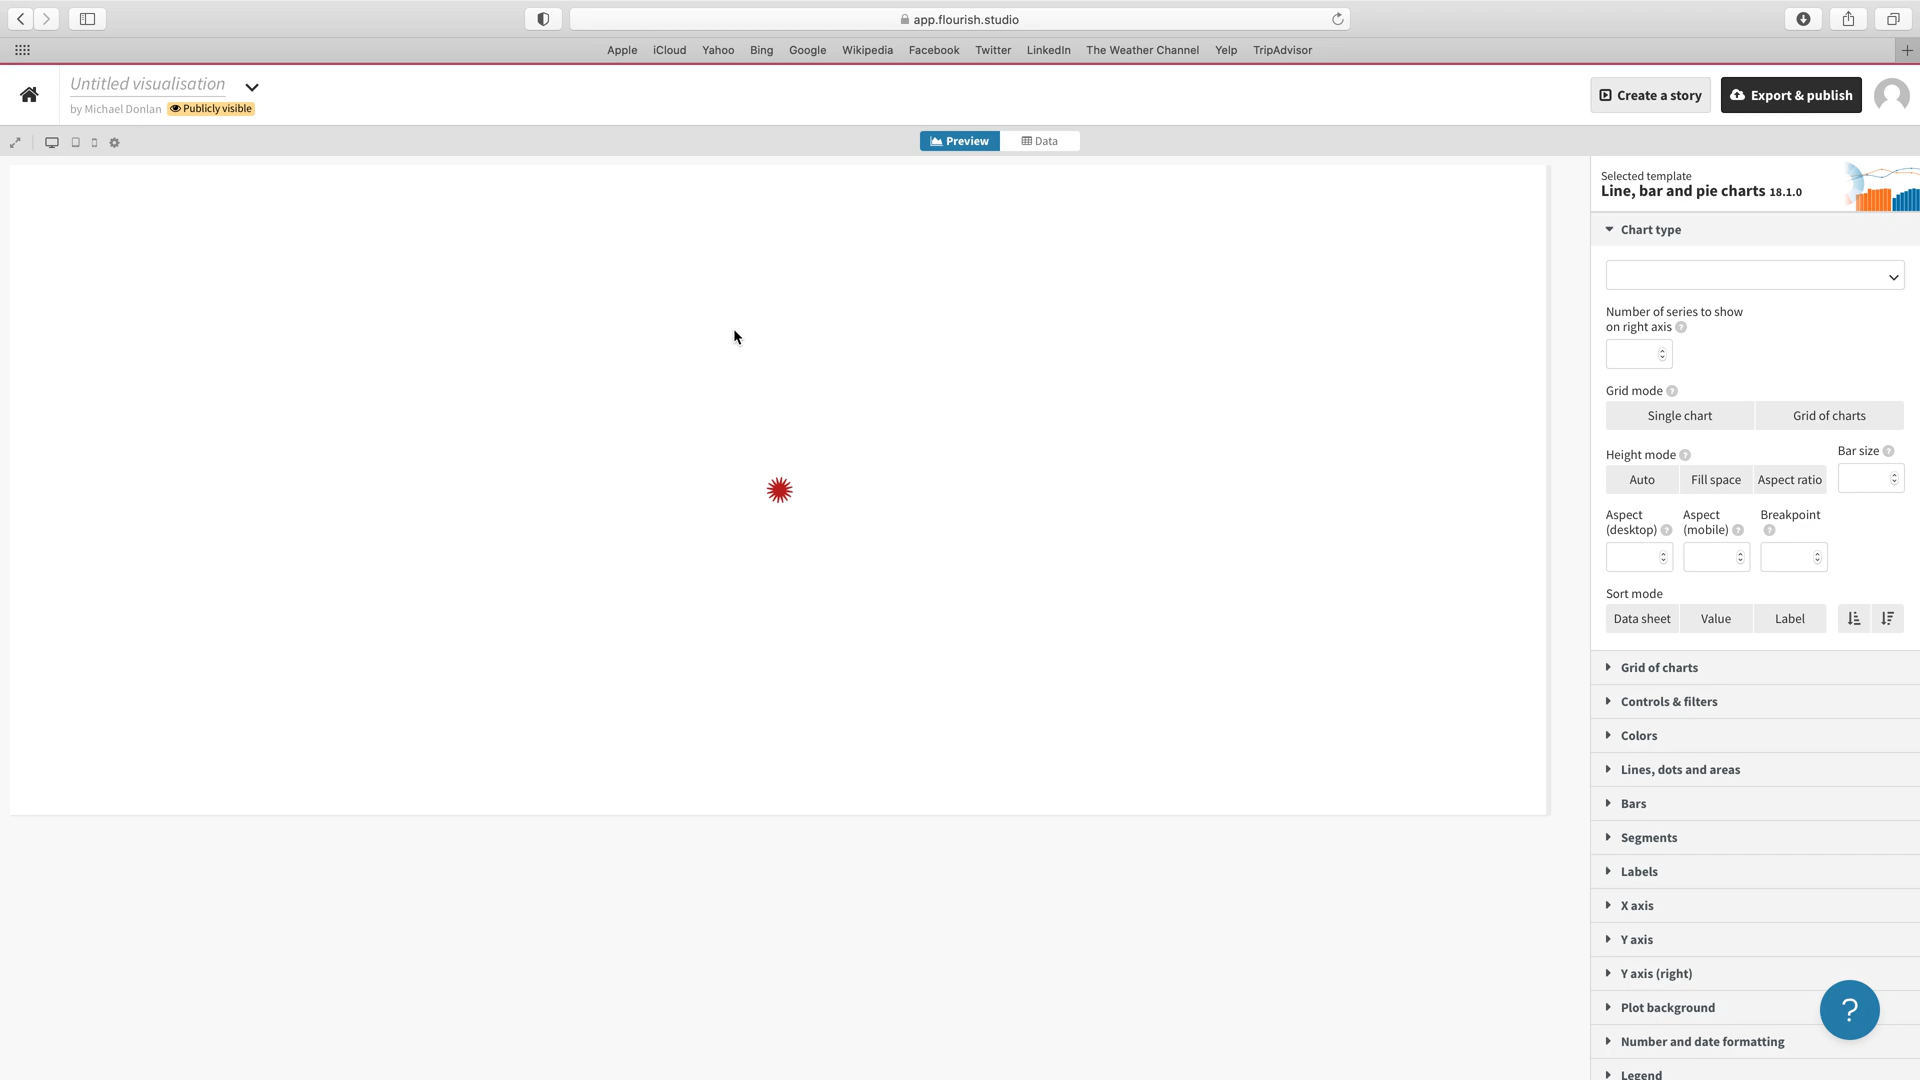 app.flourish.studio
Apple iCloud Yahoo Bing Google Wikipedia Facebook Twitter LinkedIn The Weather Channel Yelp TripAdvisor
Untitled visualisation
by Michael Donlan Publicly visible
Create a story
Export & publish
Preview
Data
Selected template
Line, bar and pie charts 18.1.0
Chart type
Number of series to show
on right axis ?
Grid mode ?
Single chart Grid of charts
Height mode ? Bar size ?
Auto Fill space Aspect ratio
Aspect Aspect Breakpoint
(desktop) ? (mobile) ? ?
Sort mode
Data sheet Value Label
Grid of charts
Controls & filters
Colors
Lines, dots and areas
Bars
Segments
Labels
X axis
Y axis
Y axis (right)
Plot background
?
Number and date formatting
Legend